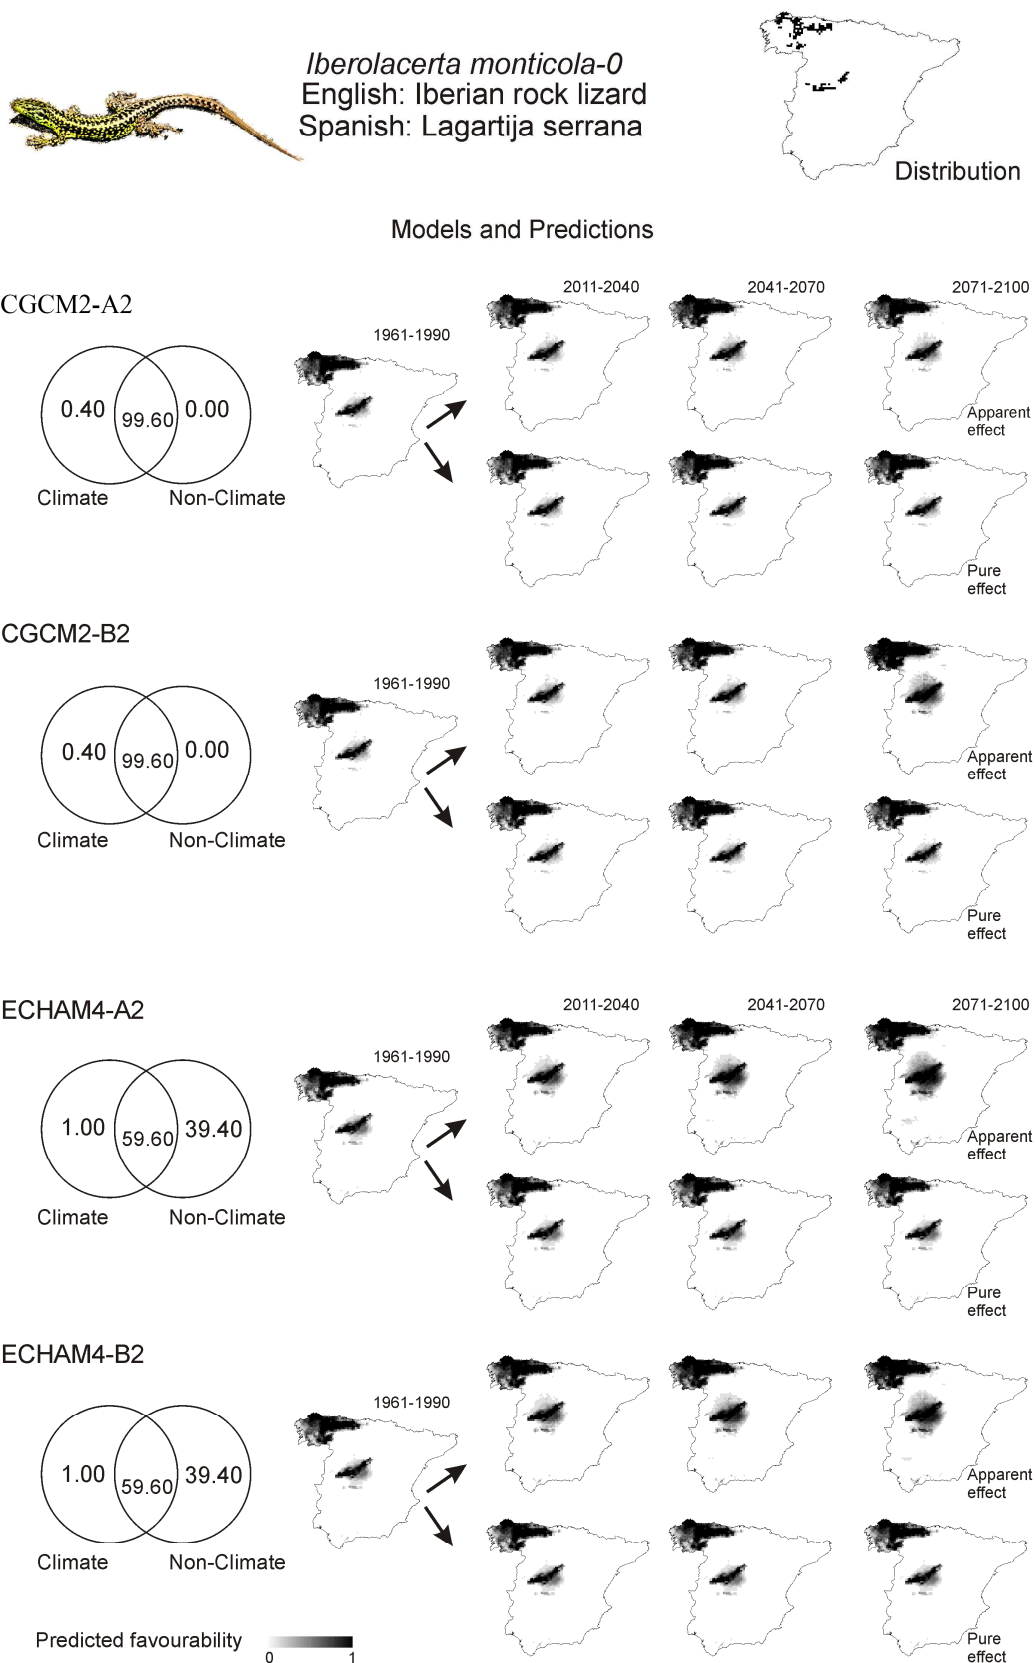 Iberolacerta monticola-0
English: Iberian rock lizard
Spanish: Lagartija serrana
Distribution
Models and Predictions
CGCM2-A2
0.40 99.60 0.00
Climate Non-Climate
1961-1990
2011-2040 2041-2070 2071-2100
Apparent
effect
Pure
effect
CGCM2-B2
0.40 99.60 0.00
Climate Non-Climate
1961-1990
Apparent
effect
Pure
effect
ECHAM4-A2
1.00 59.60 39.40
Climate Non-Climate
1961-1990
2011-2040 2041-2070 2071-2100
Apparent
effect
Pure
effect
ECHAM4-B2
1.00 59.60 39.40
Climate Non-Climate
1961-1990
Apparent
effect
Pure
effect
Predicted favourability
0 1